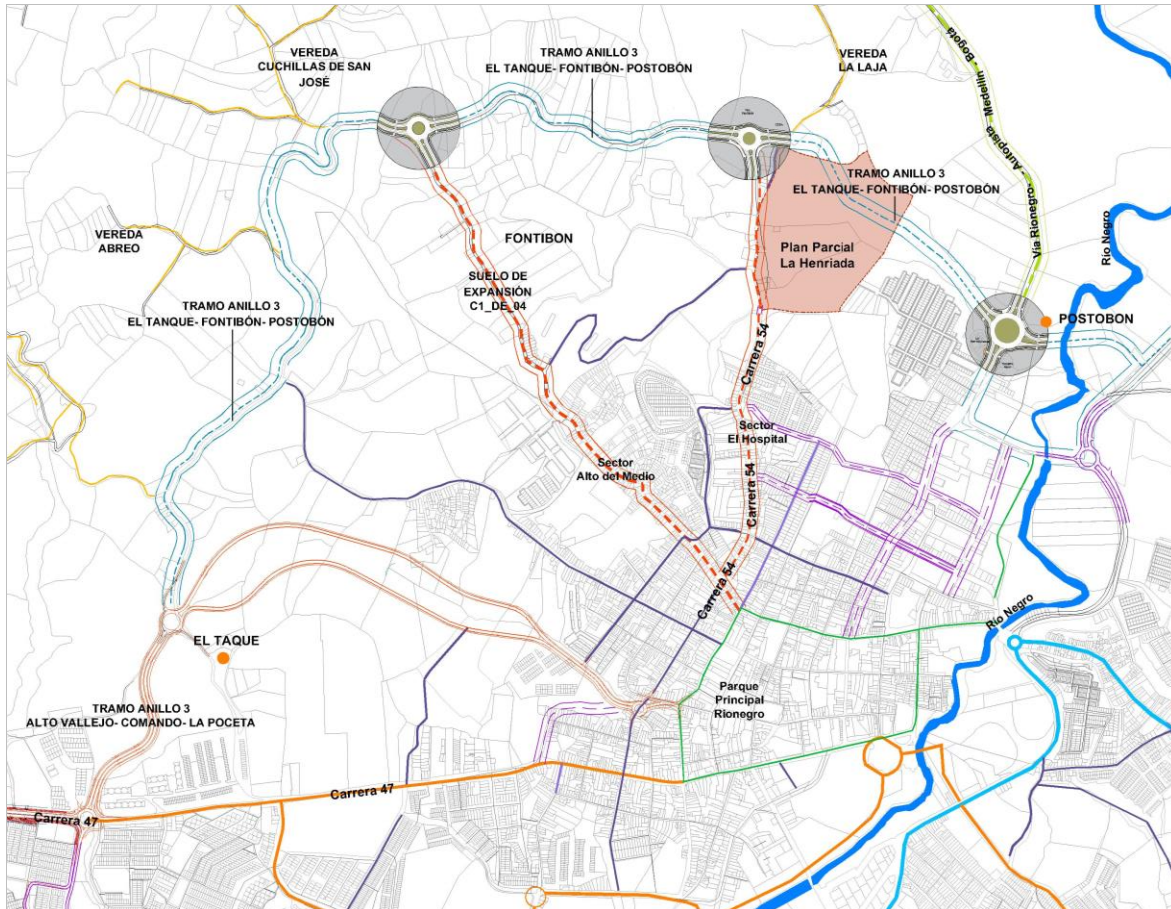 VEREDA
CUCHILLAS DE SAN
JOSÉ
TRAMO ANILLO 3
EL TANQUE- FONTIBÓN- POSTOBÓN
VEREDA
LA LAJA
Vía Rionegro, - Autopista - Medellín - Bogotá
TRAMO ANILLO 3
EL TANQUE- FONTIBÓN- POSTOBÓN
Río Negro
VEREDA
ABREO
FONTIBON
Plan Parcial
La Henriada
SUELO DE
EXPANSIÓN
C1_DE_04
TRAMO ANILLO 3
EL TANQUE- FONTIBÓN- POSTOBÓN
POSTOBON
Carrera 54
Sector
El Hospital
Sector
Alto del Medio
Carrera 54
Carrera 54
Río Negro
EL TAQUE
Parque
Principal
Rionegro
TRAMO ANILLO 3
ALTO VALLEJO- COMANDO- LA POCETA
Carrera 47
Carrera 47